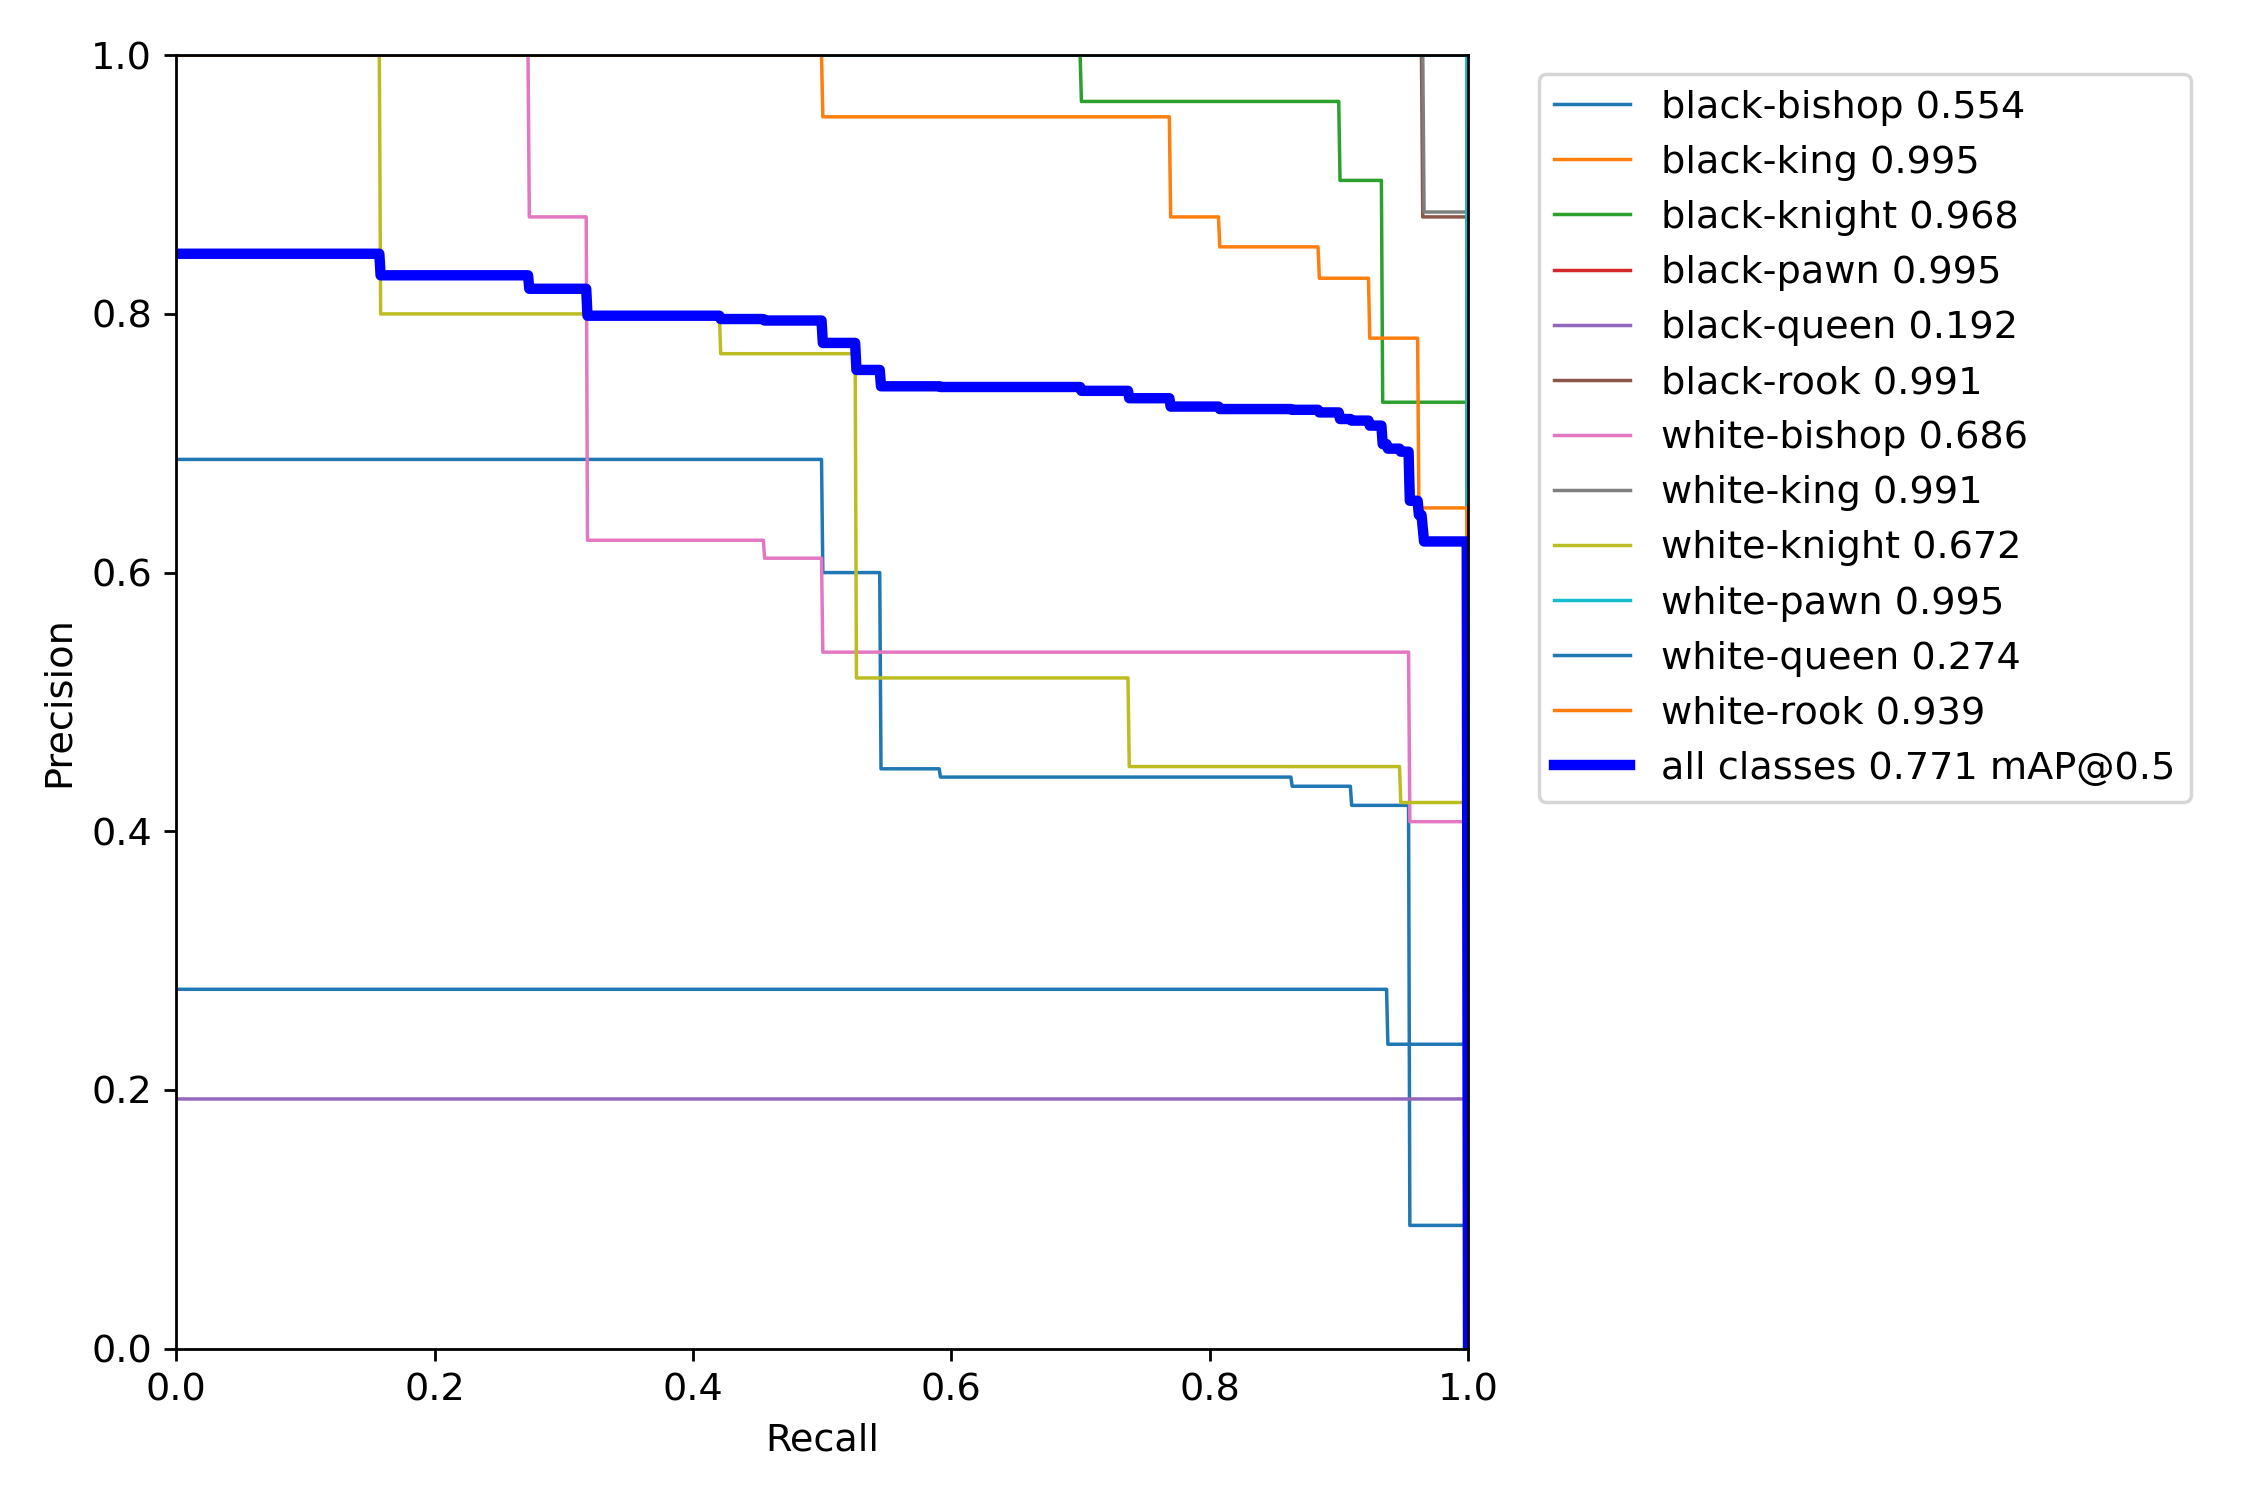 1.0
0.8
0.6
0.4
0.2
0.0
Precision
0.0 0.2 0.4 0.6 0.8 1.0
Recall
black-bishop 0.554
black-king 0.995
black-knight 0.968
black-pawn 0.995
black-queen 0.192
black-rook 0.991
white-bishop 0.686
white-king 0.991
white-knight 0.672
white-pawn 0.995
white-queen 0.274
white-rook 0.939
all classes 0.771 mAP@0.5